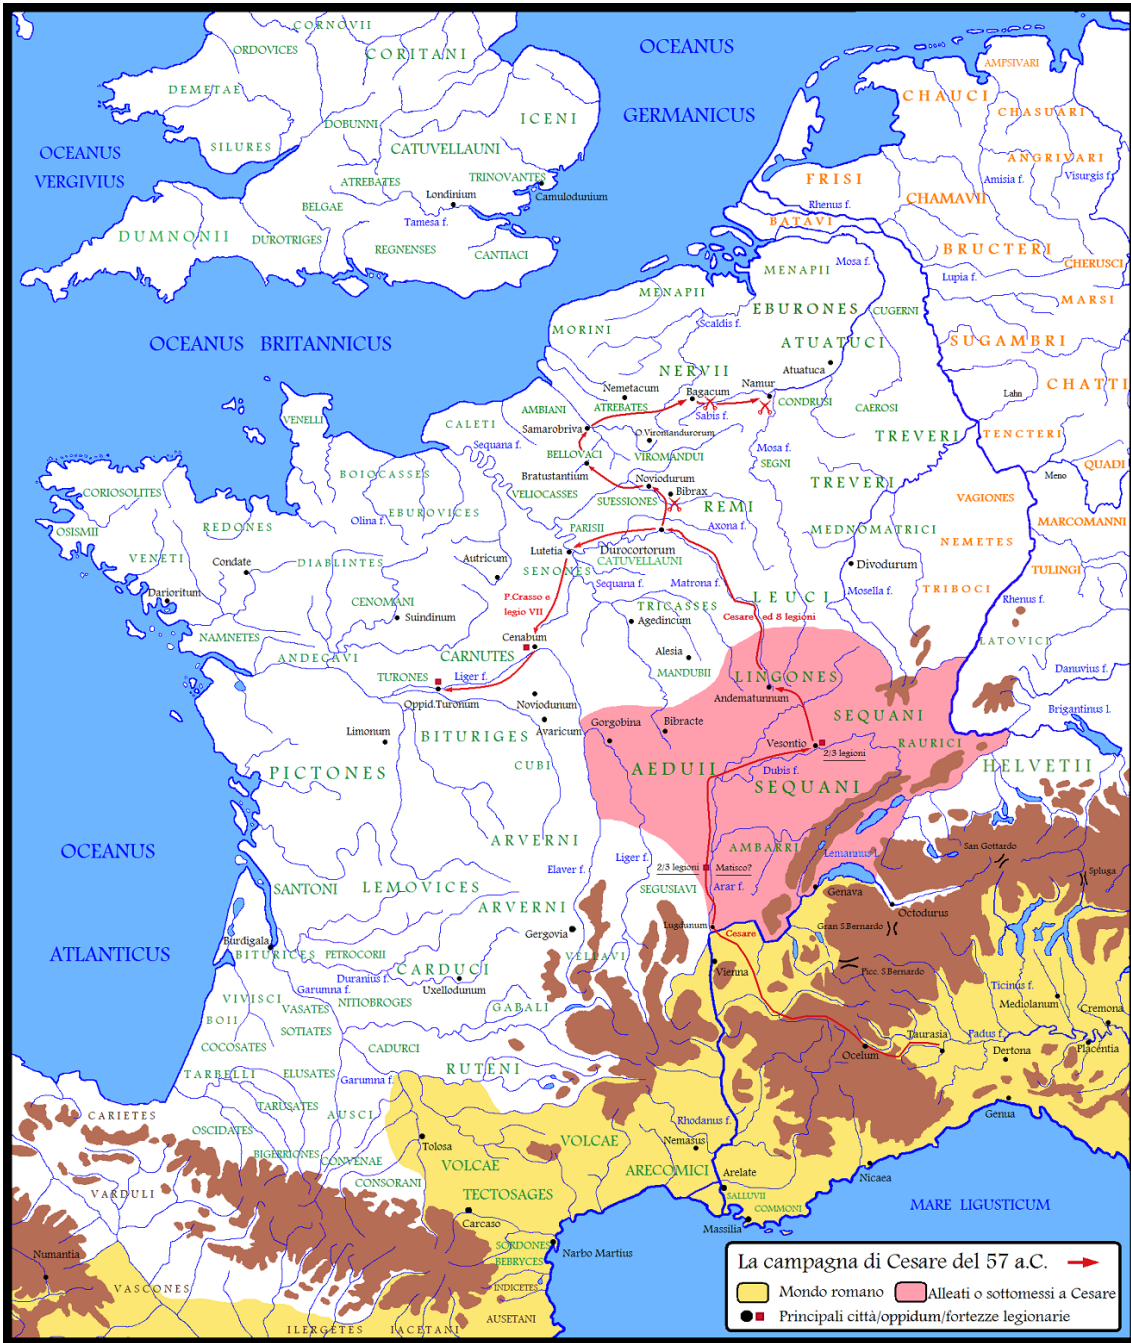 CORNOVII
ORDOVICES
CORITANI
OCEANUS
GERMANICUS
AMPSIVARI
CHAUCI
CHASUARI
DEMETAE
ICENI
DOBUNNI
SILURES
CATUVELLAUNI
OCEANUS
VERGIVIUS
ANGRIVARI
ATREBATES
TRINOVANTES
FRISI
Amisia f.
Visurgis f.
Londinium
Camulodunium
CHAMAVII
BELGAE
Rhenus f.
Tamesa f.
BATAVI
DUMNONII
DUROTRIGES
REGNENSES
CANTIACI
BRUCTERI
MENAPII
Mosa f.
CHERUSCI
Lupia f.
MENAPII
MARSI
EBURONES
CUGERNI
MORINI
Scaldis f.
OCEANUS BRITANNICUS
ATUATUCI
SUGAMBRI
NERVII
Atuatuca
Nemetacum
Bagacum
Namur
CHATTI
Lahn
AMBIANI
ATREBATES
CONDRUSI
CAEROSI
VENELLI
CALETI
Samarobriva
Sabis f.
O.Viromandurorum
TREVERI
TENCTERI
Sequana f.
BELLOVACI
VIROMANDUI
Mosa f.
SEGNI
QUADI
BOIOCASSES
Bratustantium
Noviodurum
TREVERI
Meno
CORIOSOLITES
VELIOCASSES
SUESSIONES
Bibrax
VAGIONES
REMI
OSISMII
REDONES
Olina f.
EBUROVICES
PARISII
Axona f.
MEDNOMATRICI
MARCOMANNI
NEMETES
VENETI
Condate
DIABLINTES
Autricum
Lutetia
Durocortorum
CATUVELLAUNI
Divodurum
SENONES
TULINGI
Sequana f.
Matrona f.
Mosella f.
TRIBOCI
Darioritum
CENOMANI
P.Crasso e
legio VII
LEUCI
Rhenus f.
TRICASSES
Suindinum
Agedincum
Cesare ed 8 legioni
NAMNETES
Cenabum
LATOVICI
ANDECAVI
CARNUTES
Alesia
MANDUBII
Danuvius f.
TURONES
Liger f.
LINGONES
Oppid.Turonum
Noviodunum
Andematunnum
Brigantinus l.
BITURIGES
Avaricum
Gorgobina
Bibracte
SEQUANI
Limonum
Vesontio
RAURICI
2/3 legioni
PICTONES
CUBI
AEDUII
Dubis f.
HELVETII
SEQUANI
ARVERNI
AMBARRI
San Gottardo
OCEANUS
Liger f.
2/3 legioni
Matisco?
Lemannus l.
Elaver f.
Spluga
SANTONI
LEMOVICES
SEGUSIAVI
Arar f.
Genava
ARVERNI
Octodurus
Gergovia
Lugdunum
Cesare
Gran S.Bernardo
Burdigala
ATLANTICUS
BITURICES
PETROCORII
VELLAVI
CARDUCI
Vienna
Picc. S.Bernardo
Duranius f.
Garumna f.
Uxellodunum
Ticinus f.
VIVISCI
VASATES
NITIOBROGES
GABALI
Mediolanum
Cremona
BOII
SOTIATES
Taurasia
Padus f.
COCOSATES
CADURCI
Ocelum
Dertona
Placentia
TARBELLI
ELUSATES
Garumna f.
RUTENI
CARIETES
TARUSATES
AUSCI
Genua
Rhodanus f.
OSCIDATES
Tolosa
VOLCAE
Nemasus
BIGERRIONES
CONVENAE
VOLCAE
ARECOMICI
Arelate
Nicaea
VARDULI
CONSORANI
TECTOSAGES
SALLUVII
COMMONI
MARE LIGUSTICUM
Carcaso
Massilia
Numantia
SORDONES
Narbo Martius
BEBRYCES
VASCONES
INDICETES
AUSETANI
ILERGETES
IACETANI
La campagna di Cesare del 57 a.C.
Mondo romano
Alleati o sottomessi a Cesare
Principali città/oppidum/fortezze legionarie